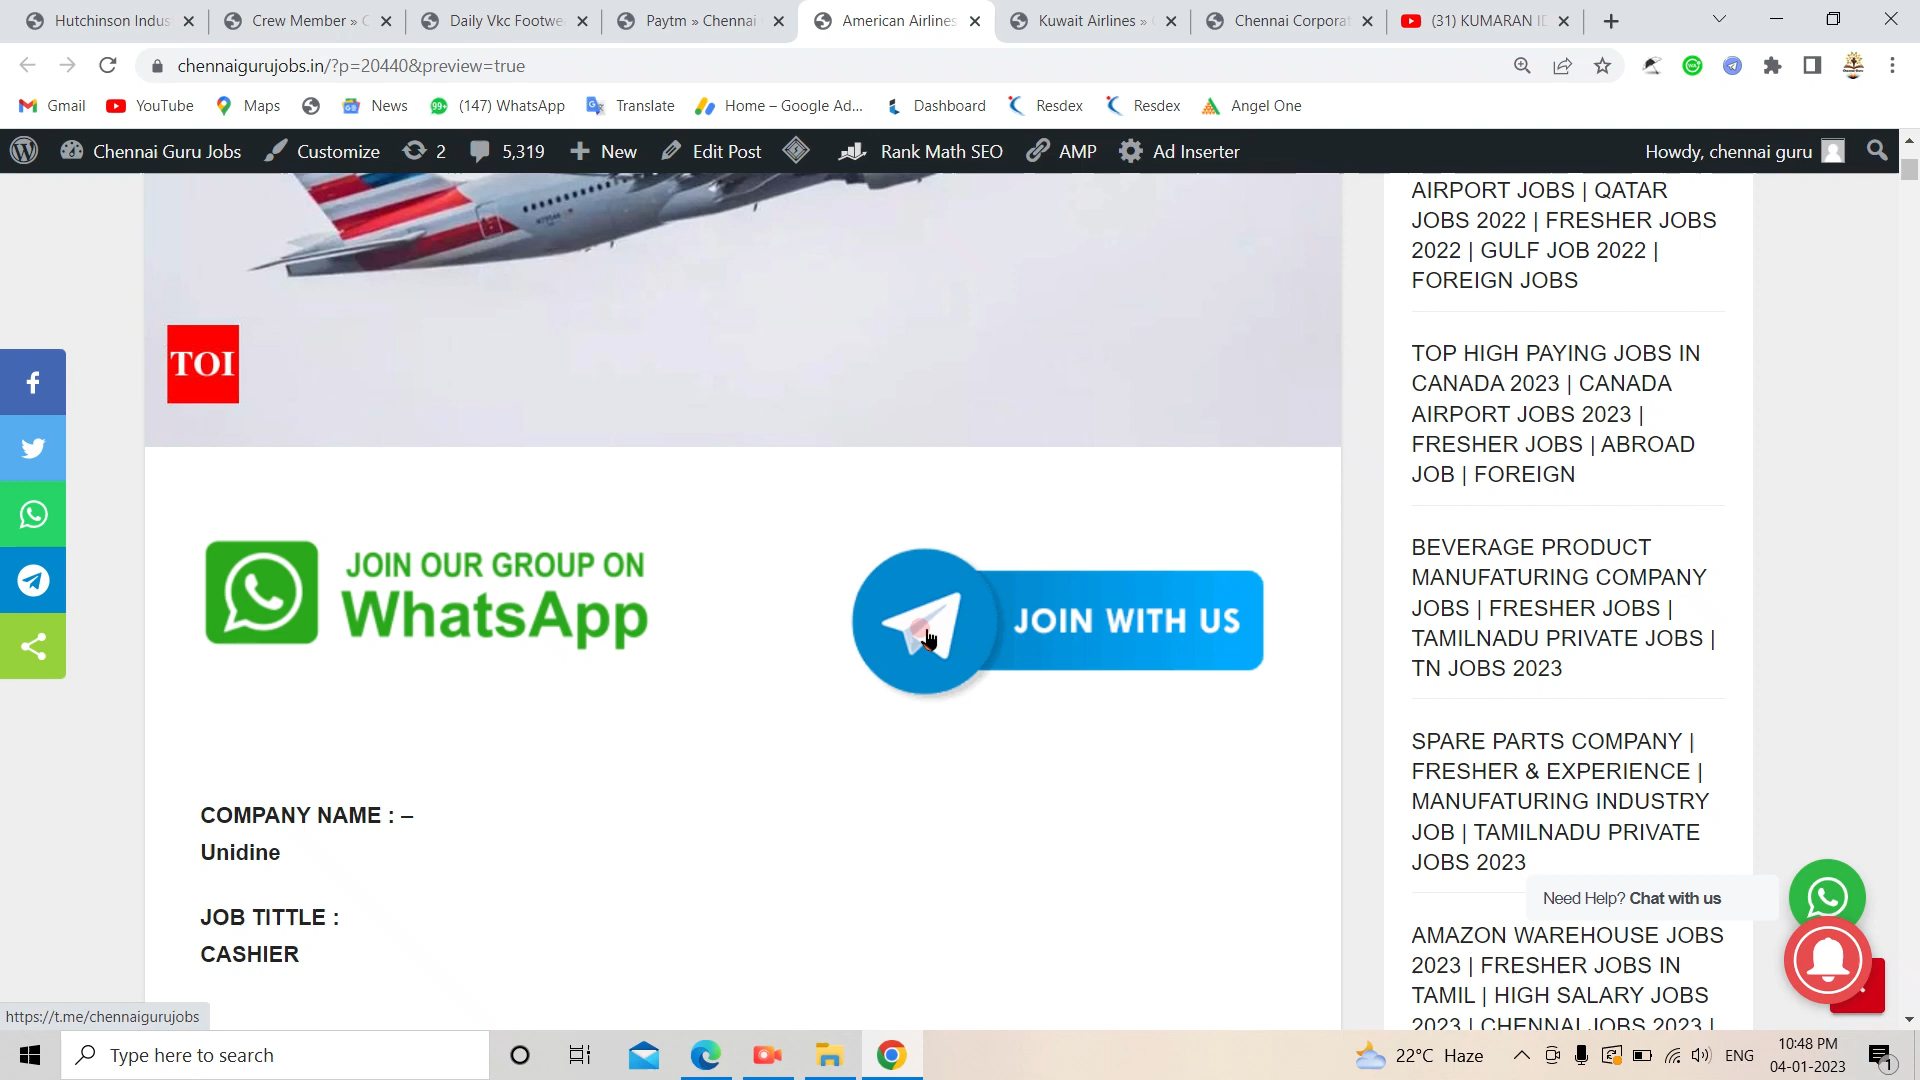 Hutchinson Indus
Crew Member » C
Daily Vkc Footwe
Paytm » Chennai
American Airlines
Kuwait Airlines »
Chennai Corporat
(31) KUMARAN IE
chennaigurujobs.in/?p=20440&preview=true
Gmail
YouTube
Maps
News
99+
(147) WhatsApp
Translate
Home – Google Ad...
Dashboard
Resdex
Resdex
Angel One
Chennai Guru Jobs
Customize
2
5,319
New
Edit Post
Rank Math SEO
AMP
Ad Inserter
Howdy, chennai guru
TOI
JOIN OUR GROUP ON
WhatsApp
JOIN WITH US
COMPANY NAME : –
Unidine
JOB TITTLE :
CASHIER
AIRPORT JOBS | QATAR
JOBS 2022 | FRESHER JOBS
2022 | GULF JOB 2022 |
FOREIGN JOBS
TOP HIGH PAYING JOBS IN
CANADA 2023 | CANADA
AIRPORT JOBS 2023 |
FRESHER JOBS | ABROAD
JOB | FOREIGN
BEVERAGE PRODUCT
MANUFATURING COMPANY
JOBS | FRESHER JOBS |
TAMILNADU PRIVATE JOBS |
TN JOBS 2023
SPARE PARTS COMPANY |
FRESHER & EXPERIENCE |
MANUFATURING INDUSTRY
JOB | TAMILNADU PRIVATE
JOBS 2023
Need Help? Chat with us
AMAZON WAREHOUSE JOBS
2023 | FRESHER JOBS IN
TAMIL | HIGH SALARY JOBS
2023 | CHENNAI JOBS 2023 |
https://t.me/chennaigurujobs
Type here to search
22°C Haze
ENG
10:48 PM
04-01-2023
1